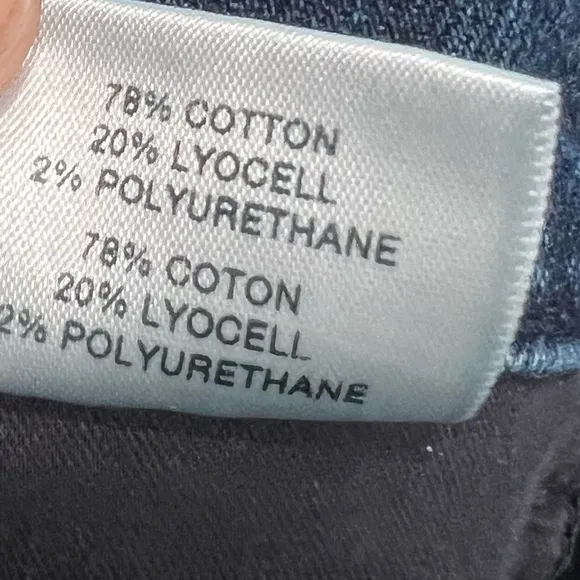 78% COTTON
20% LYOCELL
2% POLYURETHANE
78% COTON
20% LYOCELL
2% POLYURETHANE